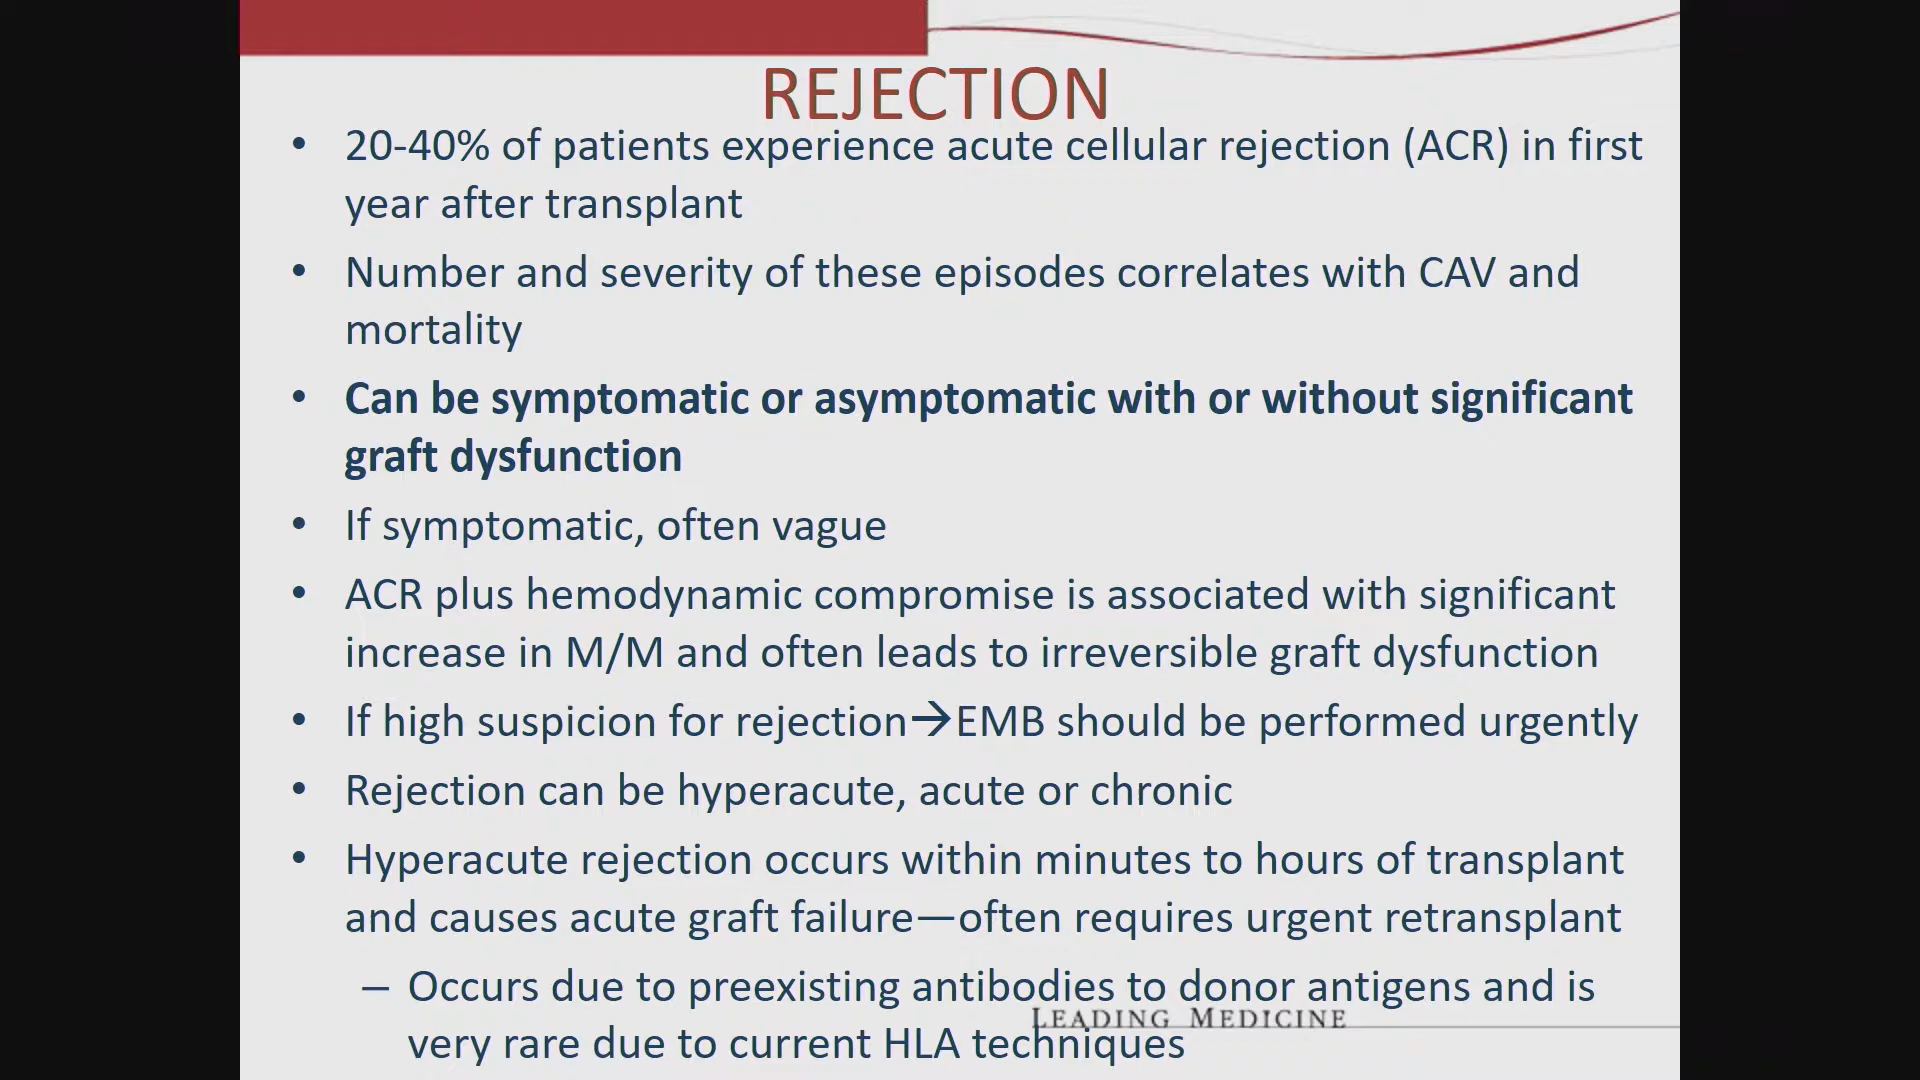 REJECTION
• 20-40% of patients experience acute cellular rejection (ACR) in first
year after transplant
• Number and severity of these episodes correlates with CAV and
mortality
• Can be symptomatic or asymptomatic with or without significant
graft dysfunction
• If symptomatic, often vague
• ACR plus hemodynamic compromise is associated with significant
increase in M/M and often leads to irreversible graft dysfunction
• If high suspicion for rejection→EMB should be performed urgently
• Rejection can be hyperacute, acute or chronic
• Hyperacute rejection occurs within minutes to hours of transplant
and causes acute graft failure—often requires urgent retransplant
– Occurs due to preexisting antibodies to donor antigens and is
LEADING MEDICINE
very rare due to current HLA techniques